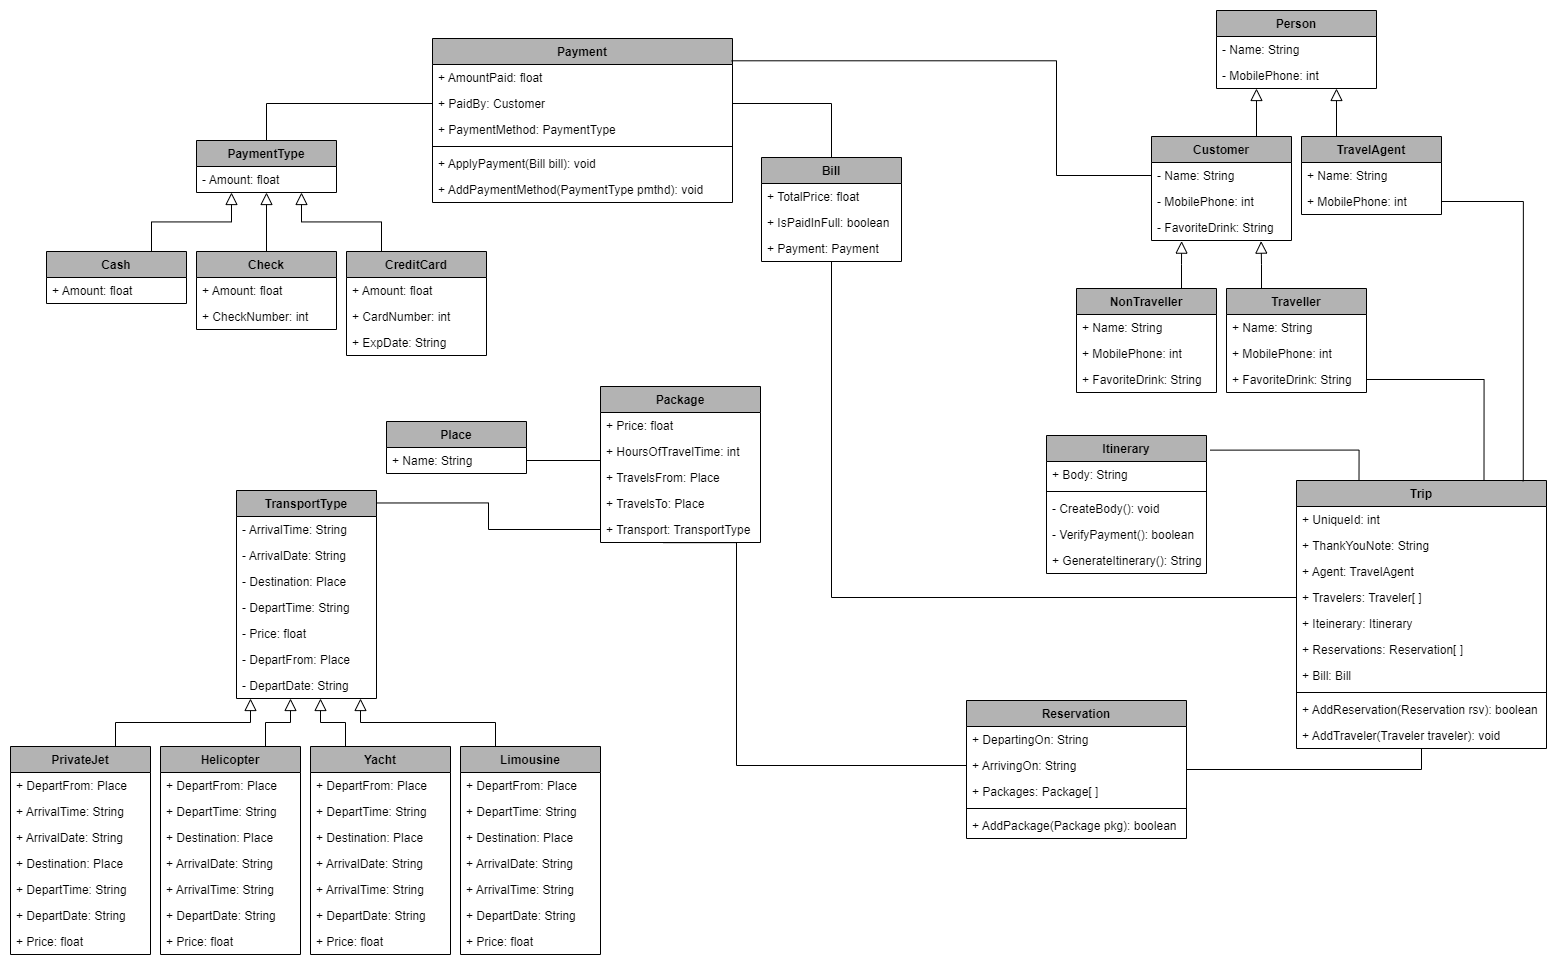 Person
- Name: String
- MobilePhone: int
Payment
+ AmountPaid: float
+ PaidBy: Customer
+ PaymentMethod: PaymentType
+ ApplyPayment(Bill bill): void
+ AddPaymentMethod(PaymentType pmthd): void
PaymentType
- Amount: float
Cash
+ Amount: float
Check
+ Amount: float
+ CheckNumber: int
CreditCard
+ Amount: float
+ CardNumber: int
+ ExpDate: String
Bill
+ TotalPrice: float
+ IsPaidInFull: boolean
+ Payment: Payment
Customer
- Name: String
- MobilePhone: int
- FavoriteDrink: String
TravelAgent
+ Name: String
+ MobilePhone: int
NonTraveller
+ Name: String
+ MobilePhone: int
+ FavoriteDrink: String
Traveller
+ Name: String
+ MobilePhone: int
+ FavoriteDrink: String
Package
+ Price: float
+ HoursOfTravelTime: int
+ TravelsFrom: Place
+ TravelsTo: Place
+ Transport: TransportType
Place
+ Name: String
Itinerary
+ Body: String
- CreateBody(): void
- VerifyPayment(): boolean
+ GenerateItinerary(): String
Trip
+ UniqueId: int
+ ThankYouNote: String
+ Agent: TravelAgent
+ Travelers: Traveler[ ]
+ Iteinerary: Itinerary
+ Reservations: Reservation[ ]
+ Bill: Bill
+ AddReservation(Reservation rsv): boolean
+ AddTraveler(Traveler traveler): void
TransportType
- ArrivalTime: String
- ArrivalDate: String
- Destination: Place
- DepartTime: String
- Price: float
- DepartFrom: Place
- DepartDate: String
Reservation
+ DepartingOn: String
+ ArrivingOn: String
+ Packages: Package[ ]
+ AddPackage(Package pkg): boolean
PrivateJet
+ DepartFrom: Place
+ ArrivalTime: String
+ ArrivalDate: String
+ Destination: Place
+ DepartTime: String
+ DepartDate: String
+ Price: float
Helicopter
+ DepartFrom: Place
+ DepartTime: String
+ Destination: Place
+ ArrivalDate: String
+ ArrivalTime: String
+ DepartDate: String
+ Price: float
Yacht
+ DepartFrom: Place
+ DepartTime: String
+ Destination: Place
+ ArrivalDate: String
+ ArrivalTime: String
+ DepartDate: String
+ Price: float
Limousine
+ DepartFrom: Place
+ DepartTime: String
+ Destination: Place
+ ArrivalDate: String
+ ArrivalTime: String
+ DepartDate: String
+ Price: float